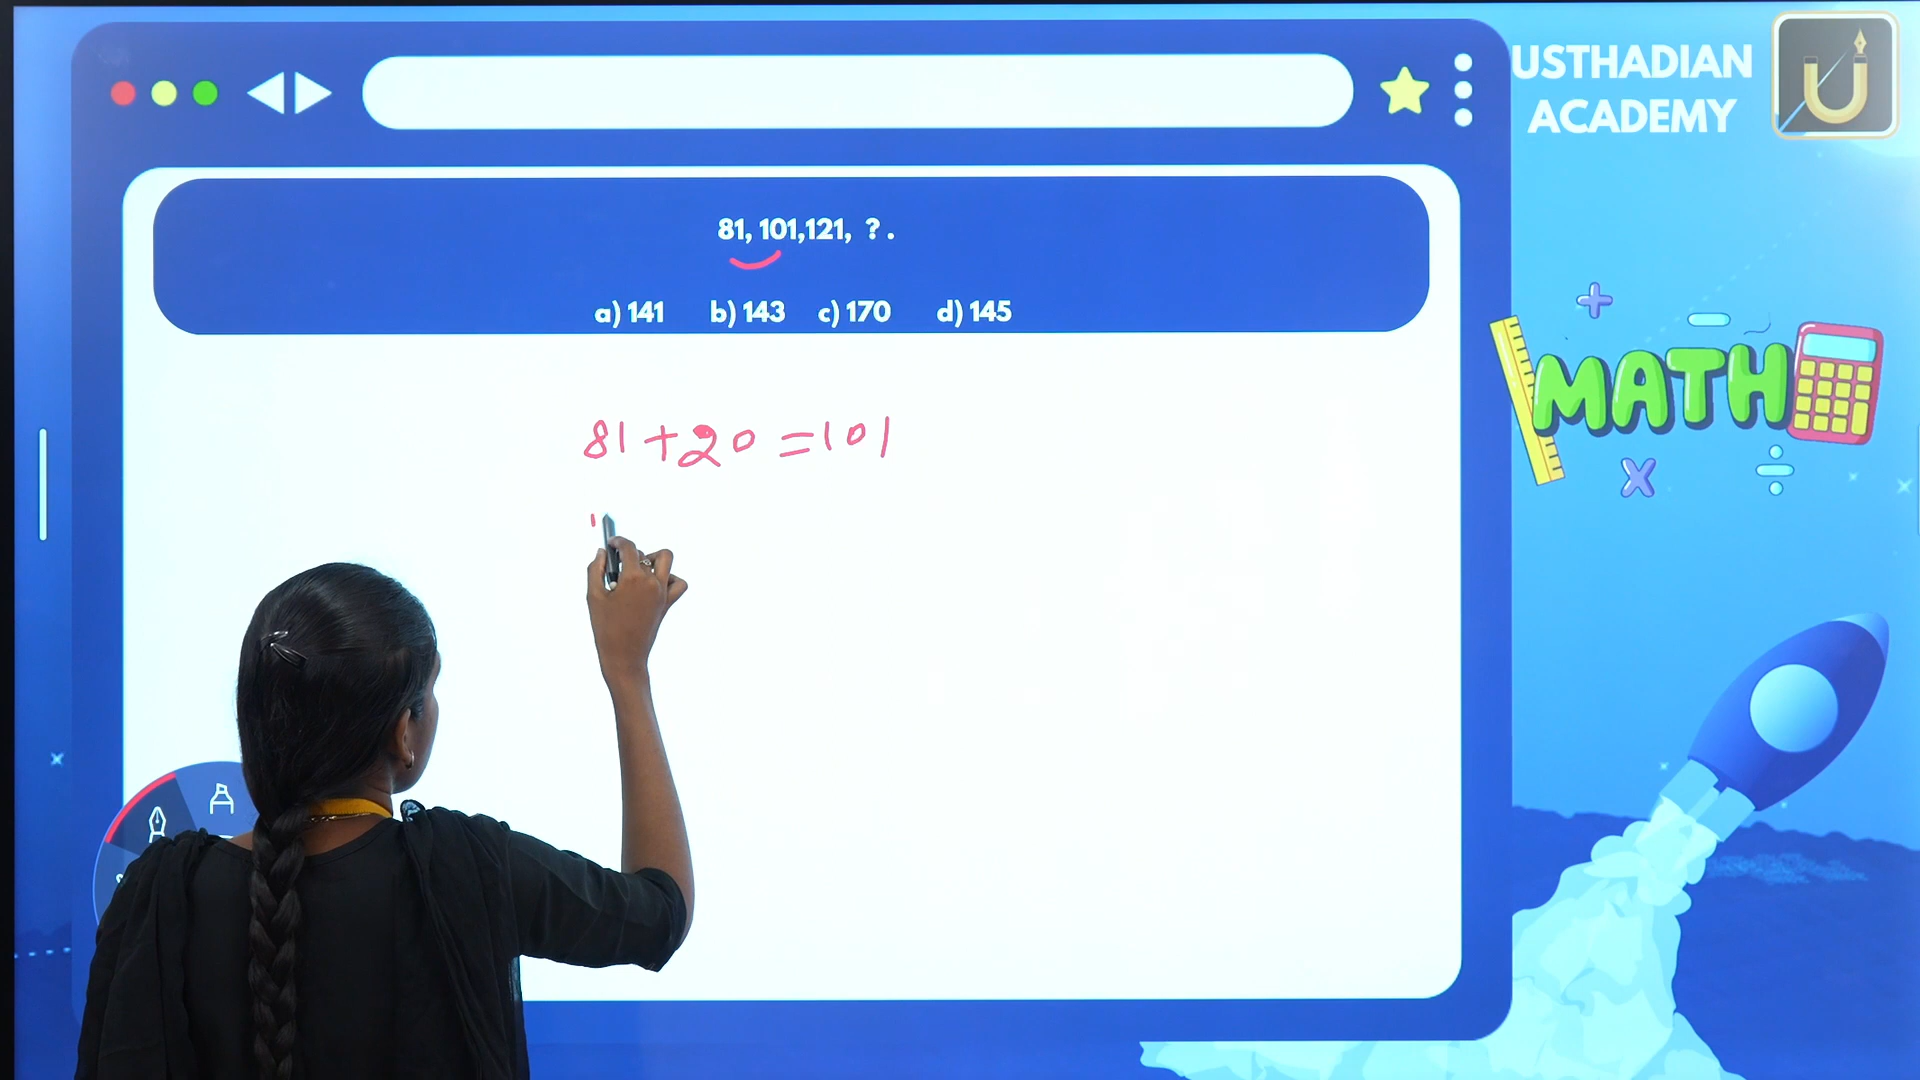 USTHADIAN
ACADEMY
U
81, 101,121, ? .
a) 141 b) 143 c) 170 d) 145
81 + 20 = 101
MATH